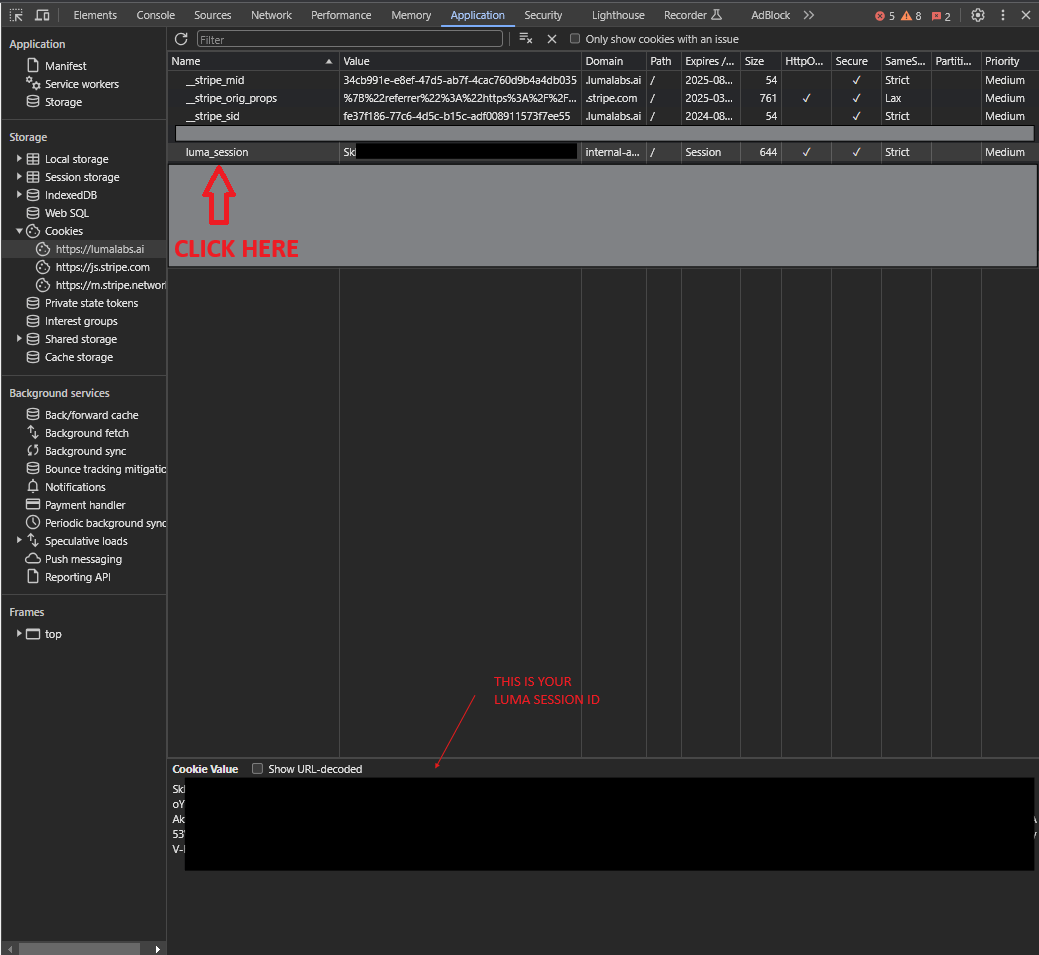 Elements Console Sources Network Performance Memory Application Security Lighthouse Recorder AdBlock 5 8 2
Application
Manifest
Service workers
Storage
Storage
Local storage
Session storage
IndexedDB
Web SQL
Cookies
https://lumalabs.ai
https://js.stripe.com
https://m.stripe.networ
Private state tokens
Interest groups
Shared storage
Cache storage
Background services
Back/forward cache
Background fetch
Background sync
Bounce tracking mitigatio
Notifications
Payment handler
Periodic background sync
Speculative loads
Push messaging
Reporting API
Frames
top
Filter Only show cookies with an issue
Name Value Domain Path Expires /... Size HttpO... Secure SameS... Partiti... Priority
__stripe_mid 34cb991e-e8ef-47d5-ab7f-4cac760d9b4a4db035 .lumalabs.ai / 2025-08... 54 ✓ Strict Medium
__stripe_orig_props %7B%22referrer%22%3A%22https%3A%2F%2F... .stripe.com / 2025-03... 761 ✓ ✓ Lax Medium
__stripe_sid fe37f186-77c6-4d5c-b15c-adf008911573f7ee55 .lumalabs.ai / 2024-08... 54 ✓ Strict Medium
luma_session Sk internal-a... / Session 644 ✓ ✓ Strict Medium
CLICK HERE
THIS IS YOUR
LUMA SESSION ID
Cookie Value Show URL-decoded
Sk
oY
Ak
53
V-